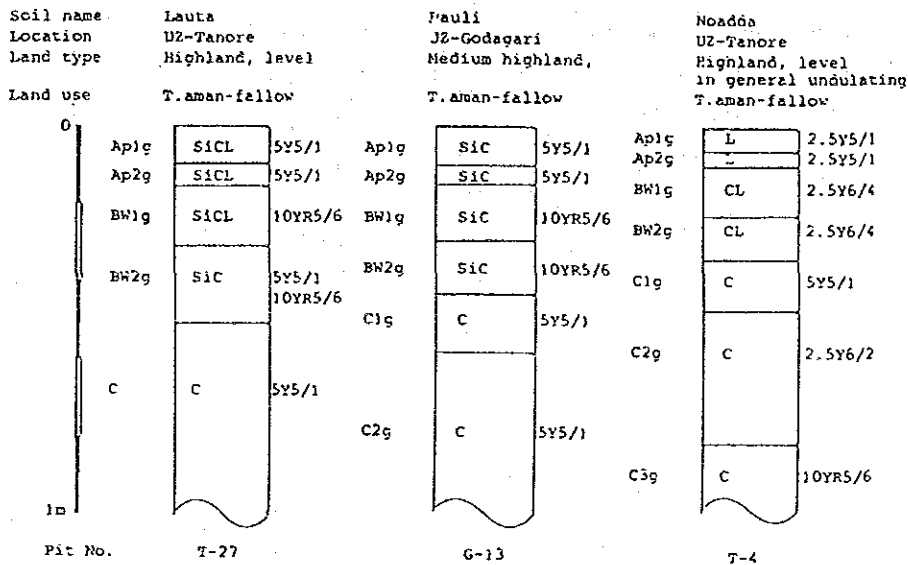 Soil name Lauta Pauli Noadda
Location UZ-Tanore JZ-Godagari UZ-Tanore
Land type Highland, level Medium highland, Highland, level
in general undulating
Land use T.aman-fallow T.aman-fallow T.aman-fallow
0
Ap1g SiCL 5Y5/1 Ap1g SiC 5Y5/1 Ap1g L 2.5Y5/1
Ap2g SiCL 5Y5/1 Ap2g SiC 5Y5/1 Ap2g L 2.5Y5/1
BW1g SiCL 10YR5/6 BW1g SiC 10YR5/6 BW1g CL 2.5Y6/4
BW2g SiC 5Y5/1 BW2g SiC 10YR5/6 BW2g CL 2.5Y6/4
10YR5/6
C1g C 5Y5/1 C1g C 5Y5/1
C C 5Y5/1 C2g C 5Y5/1 C2g C 2.5Y6/2
C3g C 10YR5/6
1m
Pit No. T-27 G-13 T-4